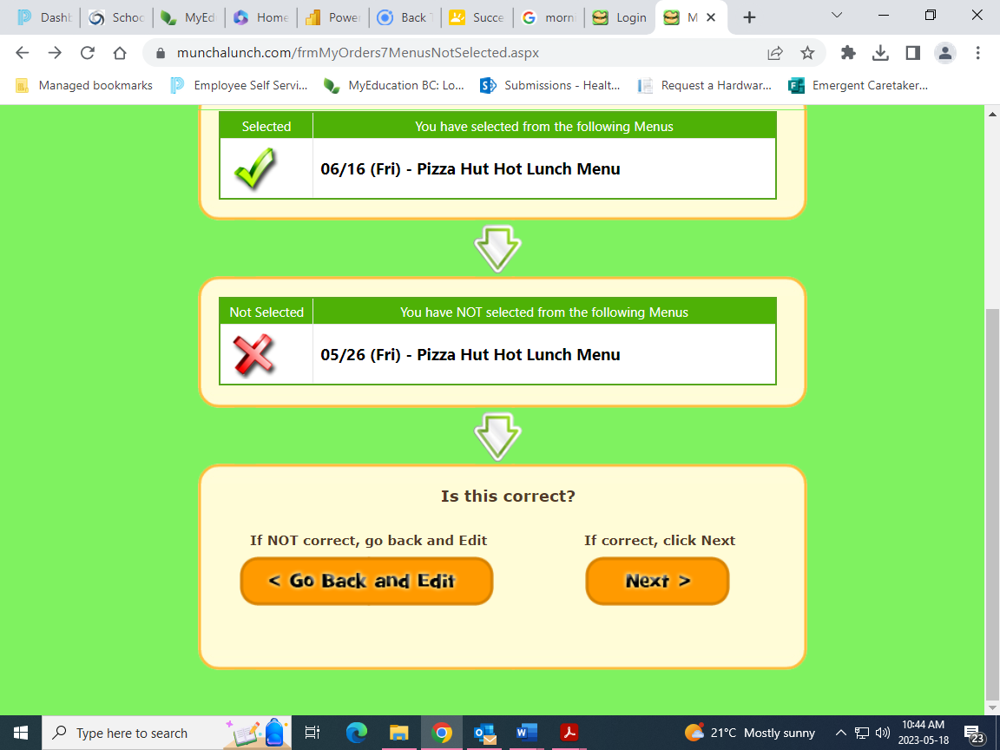 Dashb
Schoo
MyEd
Home
Power
Back T
Succe
morni
Login
M
munchalunch.com/frmMyOrders7MenusNotSelected.aspx
Managed bookmarks
Employee Self Servi...
MyEducation BC: Lo...
Submissions - Healt...
Request a Hardwar...
Emergent Caretaker...
Selected
You have selected from the following Menus
06/16 (Fri) - Pizza Hut Hot Lunch Menu
Not Selected
You have NOT selected from the following Menus
05/26 (Fri) - Pizza Hut Hot Lunch Menu
Is this correct?
If NOT correct, go back and Edit
If correct, click Next
< Go Back and Edit
Next >
Type here to search
21°C Mostly sunny
10:44 AM
2023-05-18
23